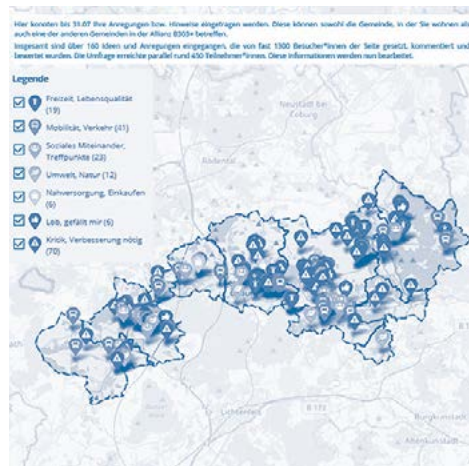 Hier konnten bis 31.07 Ihre Anregungen bzw. Hinweise eingetragen werden. Diese können sowohl die Gemeinde, in der Sie wohnen als
auch eine der anderen Gemeinden in der Allianz B303+ betreffen.
Insgesamt sind über 160 Ideen und Anregungen eingegangen, die von fast 1300 Besucher*innen der Seite gesetzt, kommentiert und
bewertet wurden. Die Umfrage erreichte parallel rund 450 Teilnehmer*innen. Diese Informationen werden nun bearbeitet.
Legende
Freizeit, Lebensqualität
(19)
Mobilität, Verkehr (41)
Soziales Miteinander,
Treffpunkte (23)
Umwelt, Natur (12)
Nahversorgung, Einkaufen
(6)
Lob, gefällt mir (6)
Kritik, Verbesserung nötig
(70)
Neustadt bei
Coburg
Rödental
Lichtenfels
B 173
Burgkunstadt
Altenkunstadt